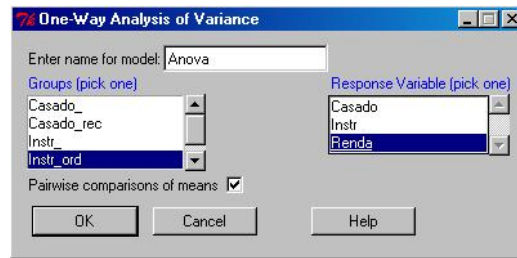 One-Way Analysis of Variance
Enter name for model: Anova
Groups (pick one)
Casado_
Casado_rec
Instr_
Instr_ord
Response Variable (pick one)
Casado
Instr
Renda
Pairwise comparisons of means
OK
Cancel
Help